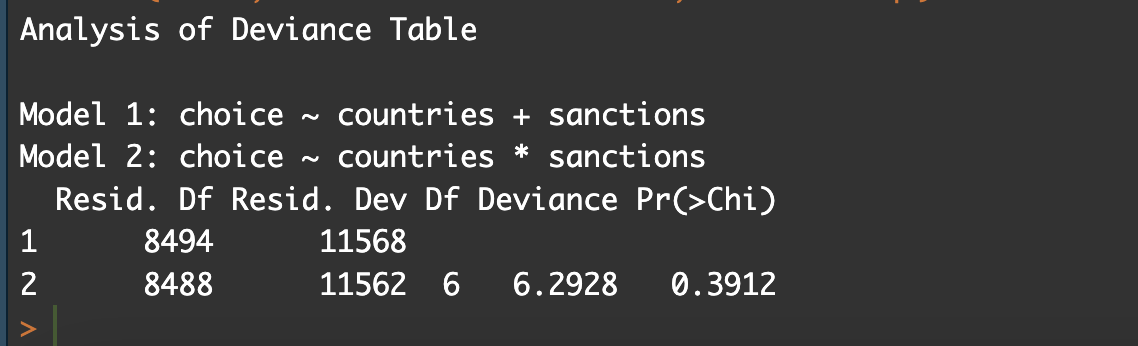 Analysis of Deviance Table
Model 1: choice ~ countries + sanctions
Model 2: choice ~ countries * sanctions
  Resid. Df Resid. Dev Df Deviance Pr(>Chi)
1      8494      11568
2      8488      11562  6   6.2928   0.3912
>